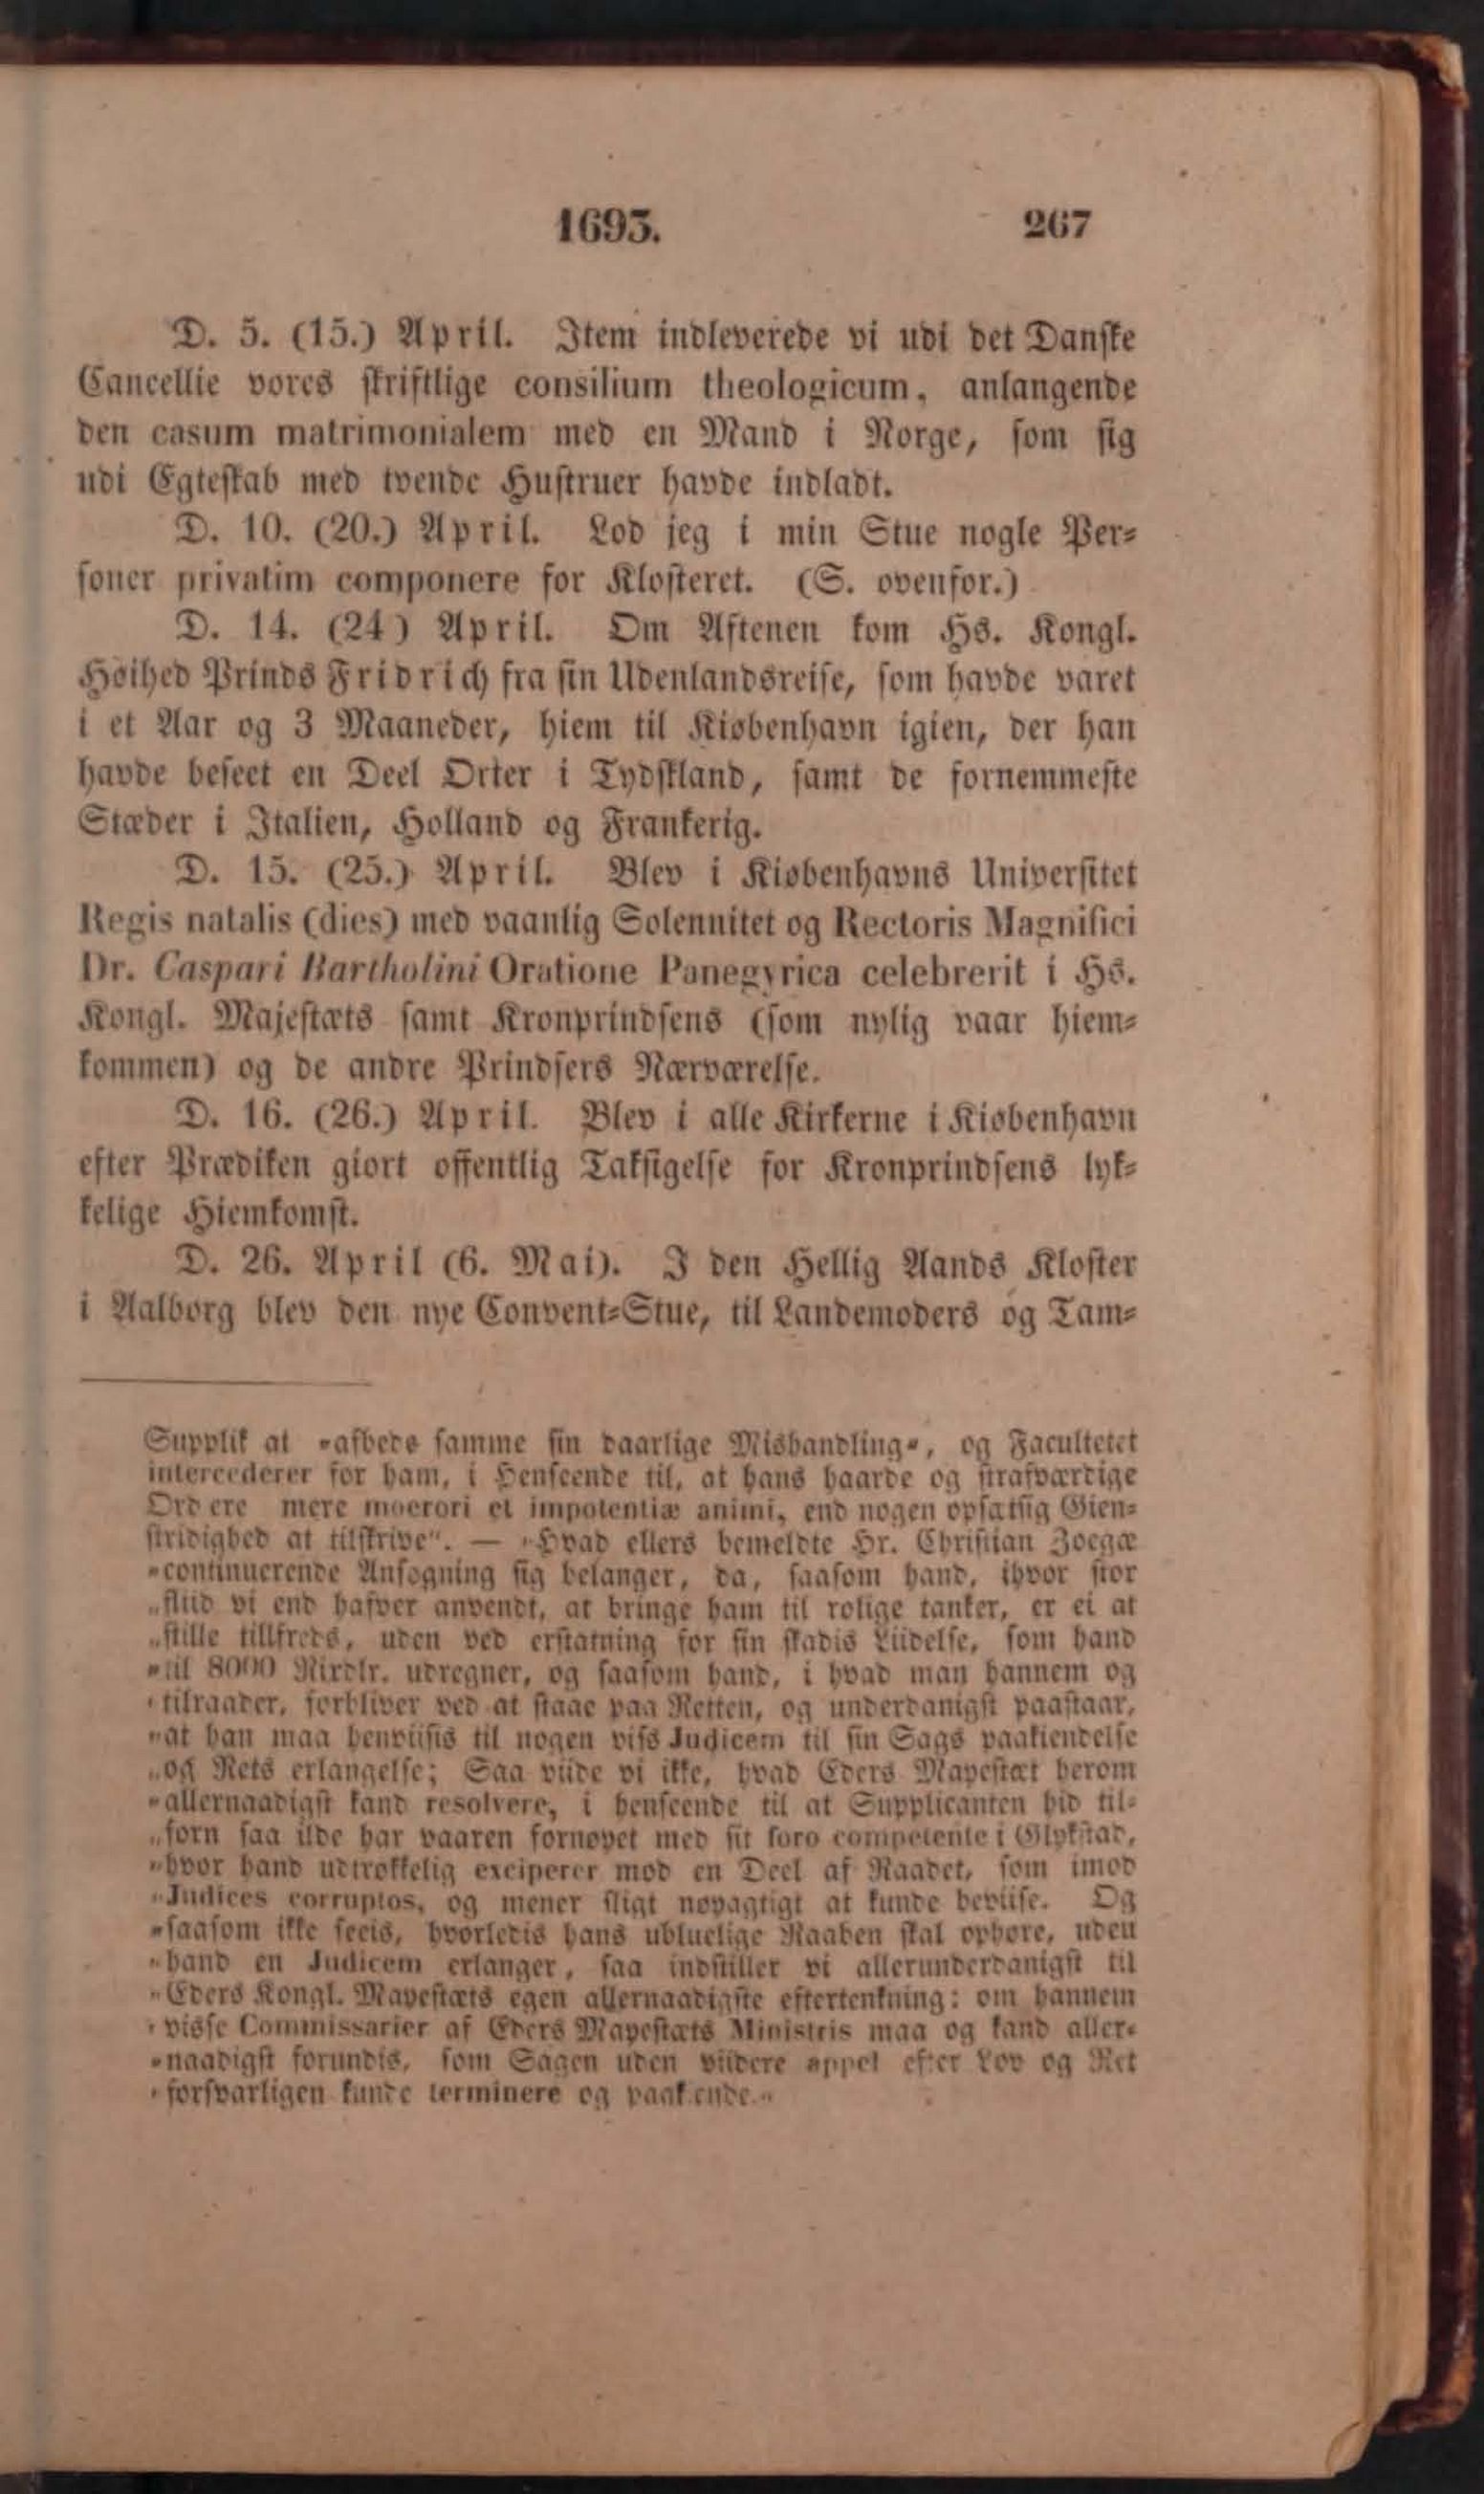 1693.
267
D. 5. (15.) April. Item indleverede vi udi det Danske
Cancellie vores skriftlige consilium theologicum, anlangende
den casum matrimonialem med en Mand i Norge, som sig
udi Egteskab med tvende Hustruer havde indladt.
D. 10. (20.) April. Lod jeg i min Stue nogle Per-
soner privatim componere for Klosteret. (S. ovenfor.)
D. 14. (24) April. Om Aftenen kom Hs. Kongl.
Høihed Prinds Fridrich fra sin Udenlandsreise, som havde varet
i et Aar og 3 Maaneder, hiem til Kiøbenhavn igien, der han
havde beseet en Deel Orter i Tydskland, samt de fornemmeste
Stæder i Italien, Holland og Frankerig.
D. 15. (25.) April. Blev i Kiøbenhavns Universitet
Regis natalis (dies) med vaanlig Solennitet og Rectoris Magnifici
Dr. Caspari Bartholini Oratione Panegyrica celebrerit i Hs.
Kongl. Majestæts samt Kronprindsens (som nylig vaar hiem-
kommen) og de andre Prindsers Nærværelse.
D. 16. (26.) April. Blev i alle Kirkerne i Kiøbenhavn
efter Prædiken giort offentlig Taksigelse for Kronprindsens lyk-
kelige Hiemkomst.
D. 26. April (6. Mai). I den Hellig Aands Kloster
i Aalborg blev den nye Convent-Stue, til Landemoders og Tam-
Supplik at »afbede samme sin daarlige Mishandling«, og Facultetet
intercederer for ham, i Henseende til, at hans haarde og strafværdige
Ord ere mere moerori et impotentiæ animi, end nogen opsætsig Gien-
stridighed at tilskrive“. — »Hvad ellers bemeldte Hr. Christian Zoegæ
»continuerende Ansøgning sig belanger, da, saasom hand, ihvor stor
„fliid vi end hafver anvendt, at bringe ham til rolige tanker, er ei at
„stille tillfreds, uden ved erstatning for sin skadis Liidelse, som hand
»til 8000 Rixdlr. udregner, og saasom hand, i hvad man hannem og
»tilraader, forbliver ved at staae paa Retten, og underdanigst paastaar,
»at han maa henviisis til nogen viss Judicem til sin Sags paakiendelse
„og Rets erlangelse; Saa viide vi ikke, hvad Eders Mayestæt herom
»allernaadigst kand resolvere, i henseende til at Supplicanten hid til-
„forn saa ilde har vaaren fornøyet med sit foro competente i Glykstad,
»hvor hand udtrøkkelig exciperer mod en Deel af Raadet, som imod
»Judices corruptos, og mener sligt nøyagtigt at kunde beviise. Og
»saasom ikke seeis, hvorledis hans ubluelige Raaben skal ophøre, uden
»hand en Judicem erlanger, saa indstiller vi allerunderdanigst til
»Eders Kongl. Mayestæts egen allernaadigste eftertenkning: om hannem
»visse Commissarier af Eders Mayestæts Ministris maa og kand aller-
»naadigst forundis, som Sagen uden viidere appel efter Lov og Ret
»forsvarligen kunde terminere og paakiende.«